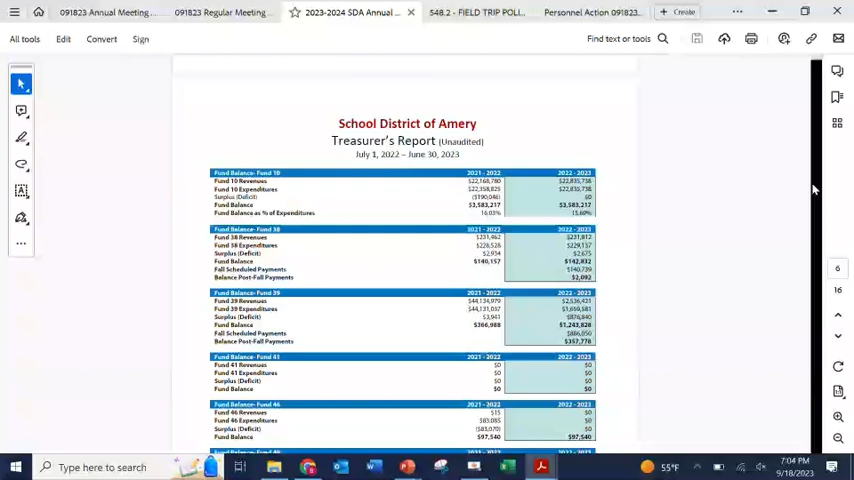 091823 Annual Meeting ...
091823 Regular Meeting ...
2023-2024 SDA Annual ...
548.2 - FIELD TRIP POLI...
Personnel Action 091823...
Create
All tools
Edit
Convert
Sign
Find text or tools
School District of Amery
Treasurer's Report (Unaudited)
July 1, 2022 – June 30, 2023
Fund Balance- Fund 10 2021 - 2022 2022 - 2023
Fund 10 Revenues $22,168,780 $22,835,738
Fund 10 Expenditures $22,358,825 $22,835,738
Surplus (Deficit) ($190,046) $0
Fund Balance $3,583,217 $3,583,217
Fund Balance as % of Expenditures 16.03% 15.69%
Fund Balance- Fund 38 2021 - 2022 2022 - 2023
Fund 38 Revenues $231,462 $231,812
Fund 38 Expenditures $228,528 $229,137
Surplus (Deficit) $2,934 $2,675
Fund Balance $140,157 $142,832
Fall Scheduled Payments $140,739
Balance Post-Fall Payments $2,092
Fund Balance- Fund 39 2021 - 2022 2022 - 2023
Fund 39 Revenues $44,134,979 $2,536,421
Fund 39 Expenditures $44,131,037 $1,659,581
Surplus (Deficit) $3,941 $876,840
Fund Balance $366,988 $1,243,828
Fall Scheduled Payments $886,050
Balance Post-Fall Payments $357,778
Fund Balance- Fund 41 2021 - 2022 2022 - 2023
Fund 41 Revenues $0 $0
Fund 41 Expenditures $0 $0
Surplus (Deficit) $0 $0
Fund Balance $0 $0
Fund Balance- Fund 46 2021 - 2022 2022 - 2023
Fund 46 Revenues $15 $0
Fund 46 Expenditures $83,085 $0
Surplus (Deficit) ($83,070) $0
Fund Balance $97,540 $97,540
6
16
Type here to search
55°F
7:04 PM
9/18/2023